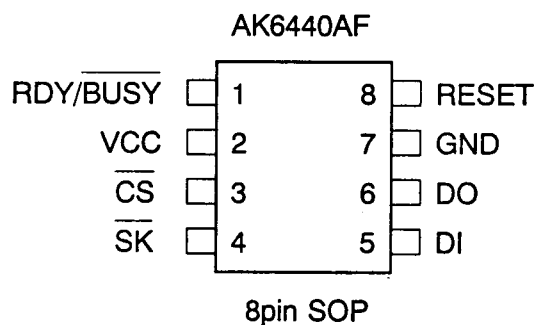 AK6440AF
RDY/BUSY 1 8 RESET
VCC 2 7 GND
CS 3 6 DO
SK 4 5 DI
8pin SOP